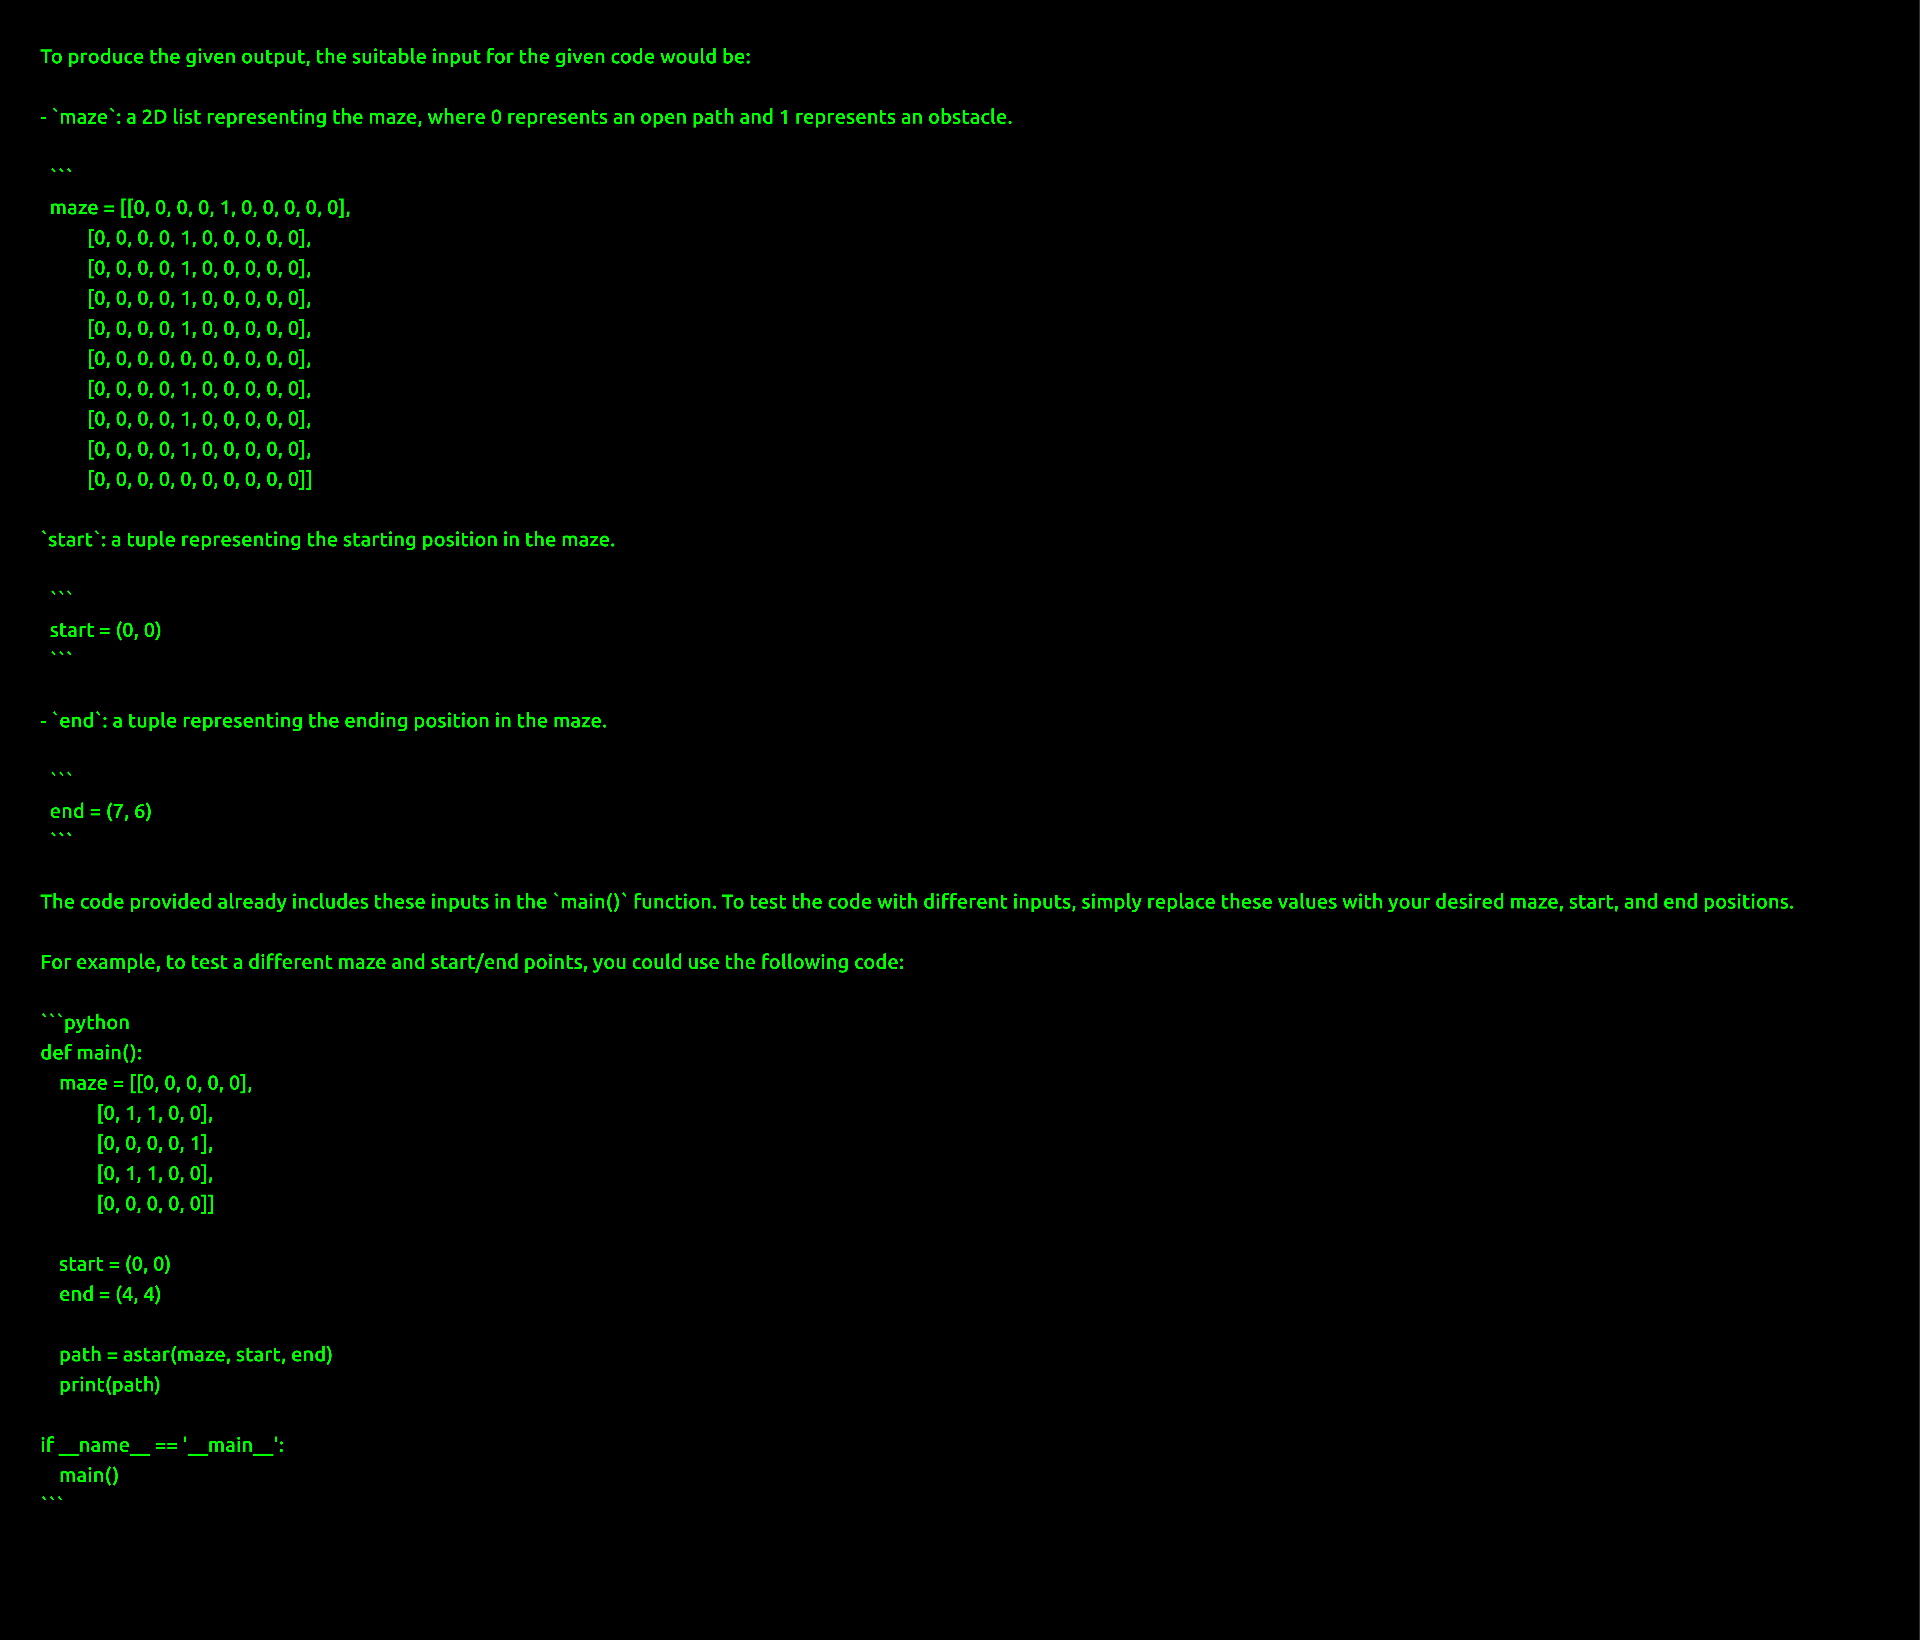 To produce the given output, the suitable input for the given code would be:

- `maze`: a 2D list representing the maze, where 0 represents an open path and 1 represents an obstacle.

  ```
  maze = [[0, 0, 0, 0, 1, 0, 0, 0, 0, 0],
          [0, 0, 0, 0, 1, 0, 0, 0, 0, 0],
          [0, 0, 0, 0, 1, 0, 0, 0, 0, 0],
          [0, 0, 0, 0, 1, 0, 0, 0, 0, 0],
          [0, 0, 0, 0, 1, 0, 0, 0, 0, 0],
          [0, 0, 0, 0, 0, 0, 0, 0, 0, 0],
          [0, 0, 0, 0, 1, 0, 0, 0, 0, 0],
          [0, 0, 0, 0, 1, 0, 0, 0, 0, 0],
          [0, 0, 0, 0, 1, 0, 0, 0, 0, 0],
          [0, 0, 0, 0, 0, 0, 0, 0, 0, 0]]

`start`: a tuple representing the starting position in the maze.

  ```
  start = (0, 0)
  ```

- `end`: a tuple representing the ending position in the maze.

  ```
  end = (7, 6)
  ```

The code provided already includes these inputs in the `main()` function. To test the code with different inputs, simply replace these values with your desired maze, start, and end positions.

For example, to test a different maze and start/end points, you could use the following code:

```python
def main():
    maze = [[0, 0, 0, 0, 0],
            [0, 1, 1, 0, 0],
            [0, 0, 0, 0, 1],
            [0, 1, 1, 0, 0],
            [0, 0, 0, 0, 0]]

    start = (0, 0)
    end = (4, 4)

    path = astar(maze, start, end)
    print(path)

if __name__ == '__main__':
    main()
```